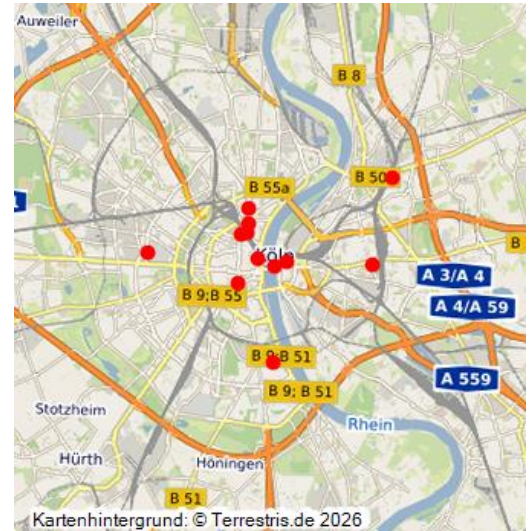 Auweiler
B 8
B 50
B 55a
1
Köln
B
A 3/A 4
B 9;B 55
A 4/A 59
B 9;B 51
A 559
B 9; B 51
Stotzheim
Rhein
Hürth
Höningen
B 51
Kartenhintergrund: © Terrestris.de 2026